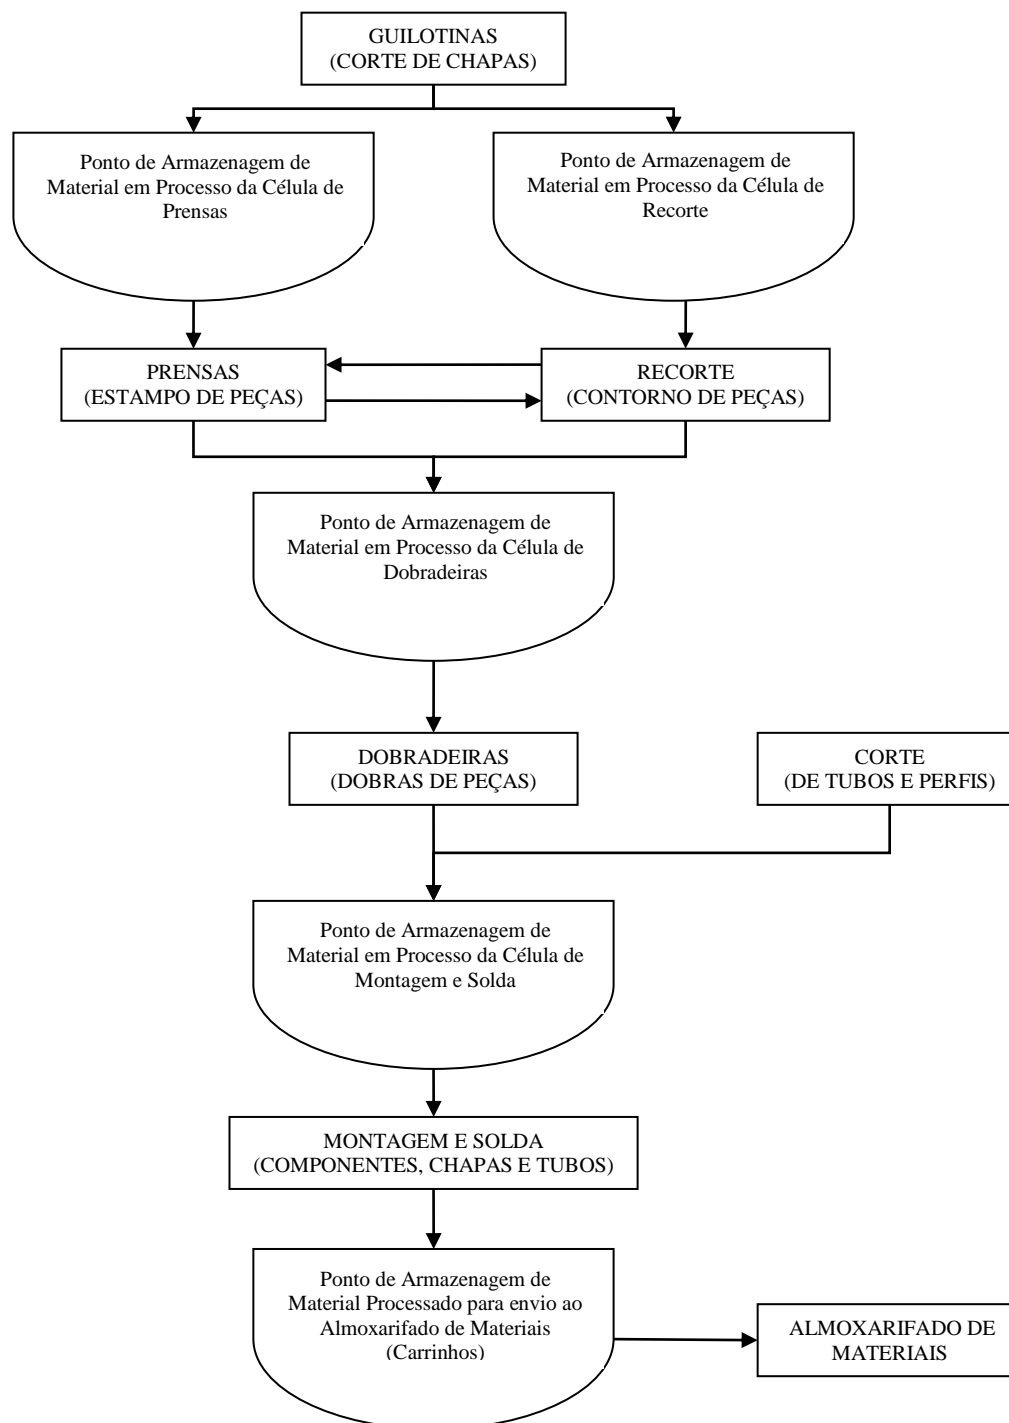 GUILOTINAS
(CORTE DE CHAPAS)
Ponto de Armazenagem de
Material em Processo da Célula de
Prensas
Ponto de Armazenagem de
Material em Processo da Célula de
Recorte
PRENSAS
(ESTAMPO DE PEÇAS)
RECORTE
(CONTORNO DE PEÇAS)
Ponto de Armazenagem de
Material em Processo da Célula de
Dobradeiras
DOBRADEIRAS
(DOBRAS DE PEÇAS)
CORTE
(DE TUBOS E PERFIS)
Ponto de Armazenagem de
Material em Processo da Célula de
Montagem e Solda
MONTAGEM E SOLDA
(COMPONENTES, CHAPAS E TUBOS)
Ponto de Armazenagem de
Material Processado para envio ao
Almoxarifado de Materiais
(Carrinhos)
ALMOXARIFADO DE
MATERIAIS